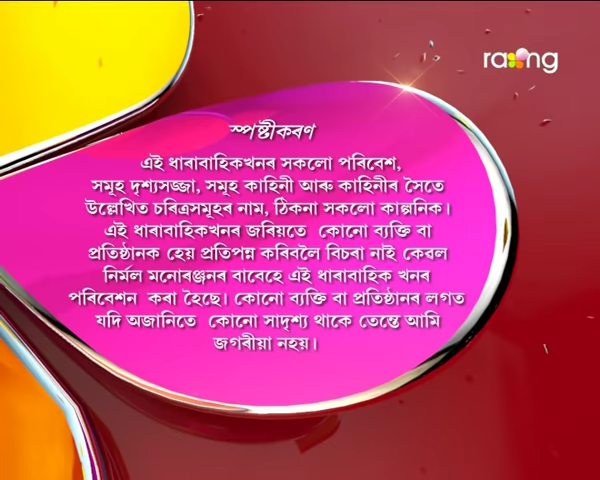 raang
স্পষ্টীকৰণ
এই ধাৰাবাহিকখনৰ সকলো পৰিবেশ,
সমূহ দৃশ্যসজ্জা, সমূহ কাহিনী আৰু কাহিনীৰ সৈতে
উল্লেখিত চৰিত্ৰসমূহৰ নাম, ঠিকনা সকলো কাল্পনিক।
এই ধাৰাবাহিকখনৰ জৰিয়তে কোনো ব্যক্তি বা
প্ৰতিষ্ঠানক হেয় প্ৰতিপন্ন কৰিবলৈ বিচৰা নাই কেৱল
নিৰ্মল মনোৰঞ্জনৰ বাবেহে এই ধাৰাবাহিক খনৰ
পৰিবেশন কৰা হৈছে। কোনো ব্যক্তি বা প্ৰতিষ্ঠানৰ লগত
যদি অজানিতে কোনো সাদৃশ্য থাকে তেন্তে আমি
জগৰীয়া নহয়।